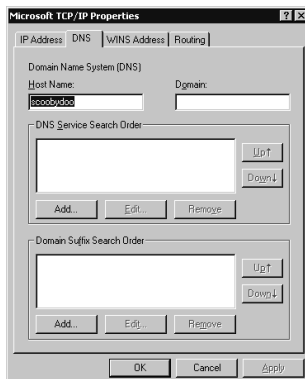 Microsoft TCP/IP Properties
IP Address DNS WINS Address Routing
Domain Name System (DNS)
Host Name: Domain:
scoobydoo
DNS Service Search Order
Up↑
Down↓
Add... Edit... Remove
Domain Suffix Search Order
Up↑
Down↓
Add... Edit... Remove
OK Cancel Apply